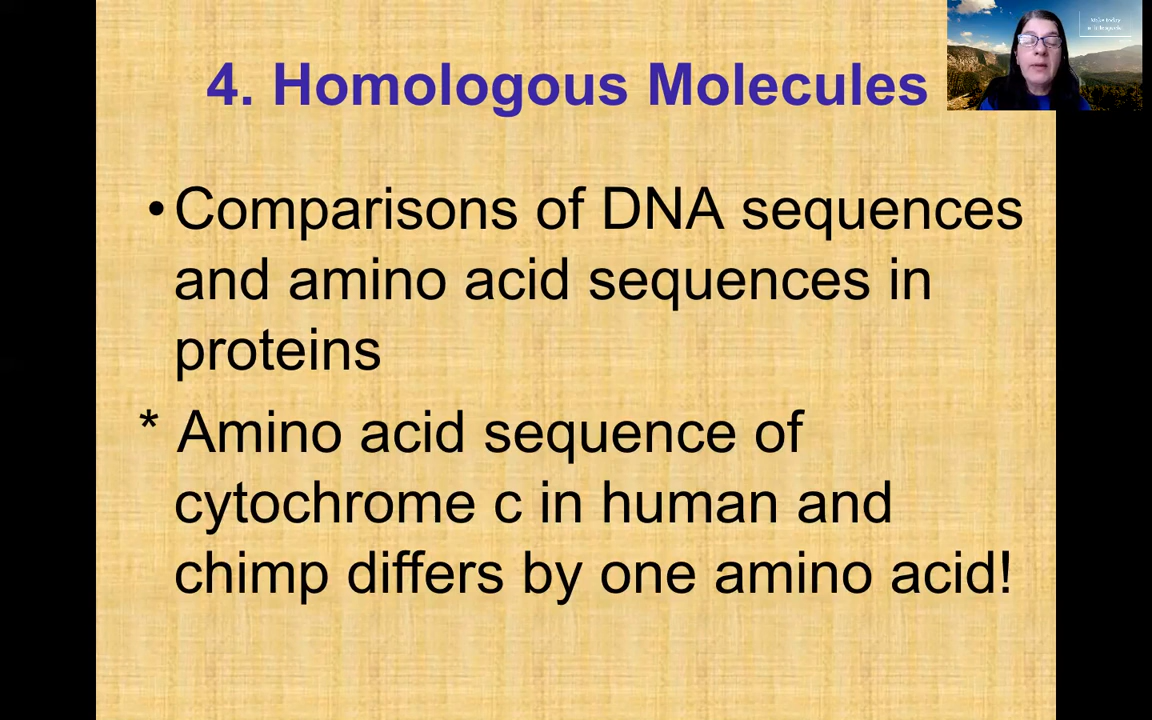 4. Homologous Molecules
•Comparisons of DNA sequences
and amino acid sequences in
proteins
* Amino acid sequence of
cytochrome c in human and
chimp differs by one amino acid!